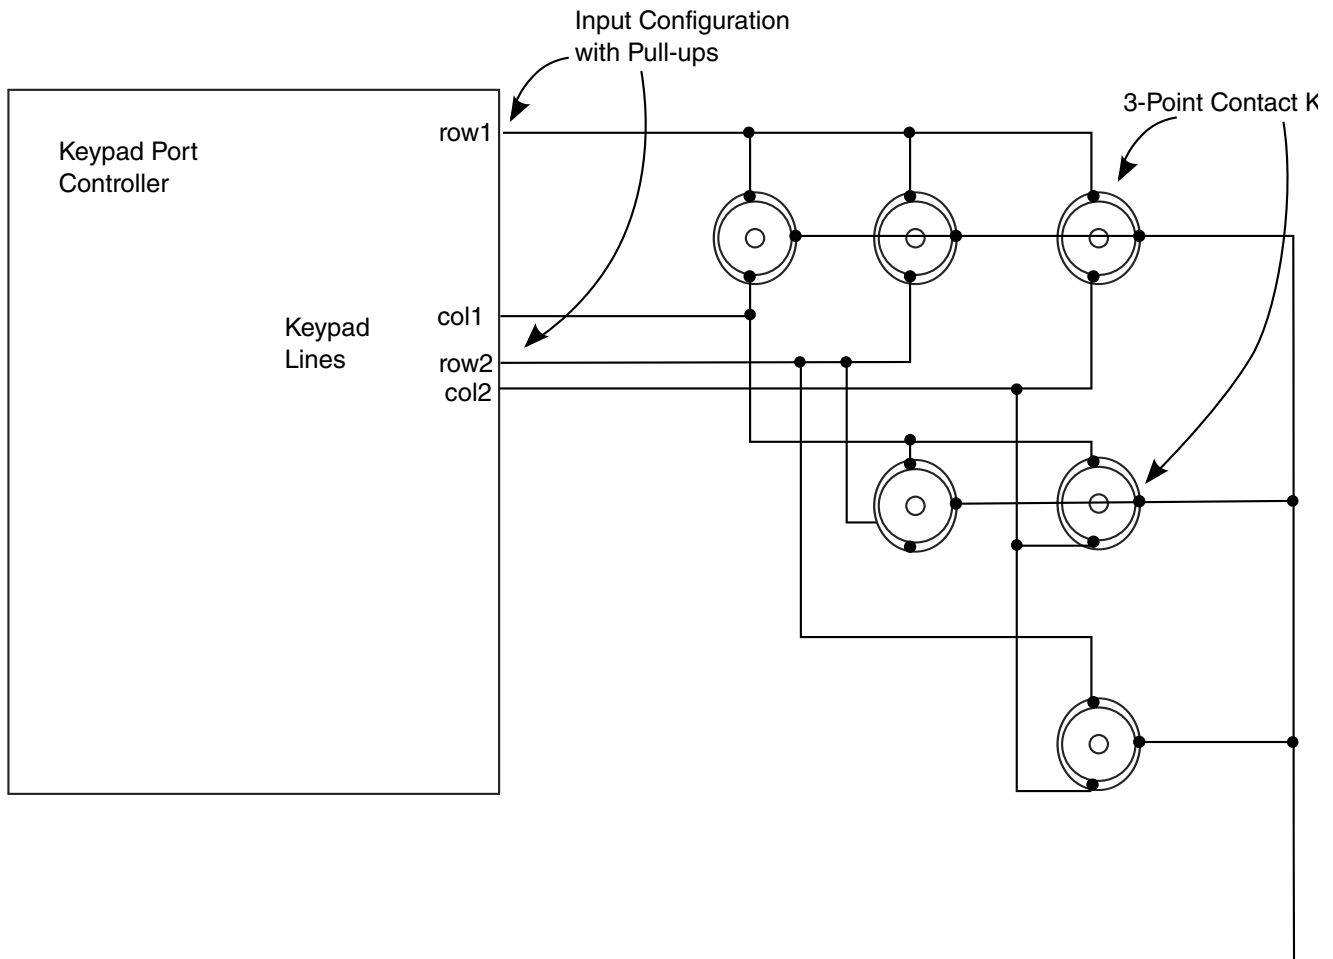 Input Configuration
with Pull-ups
3-Point Contact K
Keypad Port
Controller
row1
col1
Keypad
Lines
row2
col2